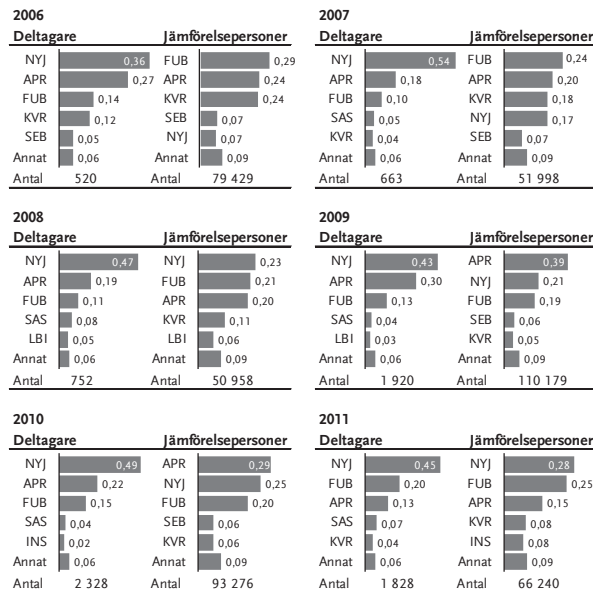 2006
Deltagare Jämförelsepersoner
NYJ 0,36 FUB 0,29
APR 0,27 APR 0,24
FUB 0,14 KVR 0,24
KVR 0,12 SEB 0,07
SEB 0,05 NYJ 0,07
Annat 0,06 Annat 0,09
Antal 520 Antal 79 429
2007
Deltagare Jämförelsepersoner
NYJ 0,54 FUB 0,24
APR 0,18 APR 0,20
FUB 0,10 KVR 0,18
SAS 0,05 NYJ 0,17
KVR 0,04 SEB 0,07
Annat 0,06 Annat 0,09
Antal 663 Antal 51 998
2008
Deltagare Jämförelsepersoner
NYJ 0,47 NYJ 0,23
APR 0,19 FUB 0,21
FUB 0,11 APR 0,20
SAS 0,08 KVR 0,11
LBI 0,05 LBI 0,06
Annat 0,06 Annat 0,09
Antal 752 Antal 50 958
2009
Deltagare Jämförelsepersoner
NYJ 0,43 APR 0,39
APR 0,30 NYJ 0,21
FUB 0,13 FUB 0,19
SAS 0,04 SEB 0,06
LBI 0,03 KVR 0,05
Annat 0,06 Annat 0,09
Antal 1 920 Antal 110 179
2010
Deltagare Jämförelsepersoner
NYJ 0,49 APR 0,29
APR 0,22 NYJ 0,25
FUB 0,15 FUB 0,20
SAS 0,04 SEB 0,06
INS 0,02 KVR 0,06
Annat 0,06 Annat 0,09
Antal 2 328 Antal 93 276
2011
Deltagare Jämförelsepersoner
NYJ 0,45 NYJ 0,28
FUB 0,20 FUB 0,25
APR 0,13 APR 0,15
SAS 0,07 KVR 0,08
KVR 0,04 INS 0,08
Annat 0,06 Annat 0,09
Antal 1 828 Antal 66 240